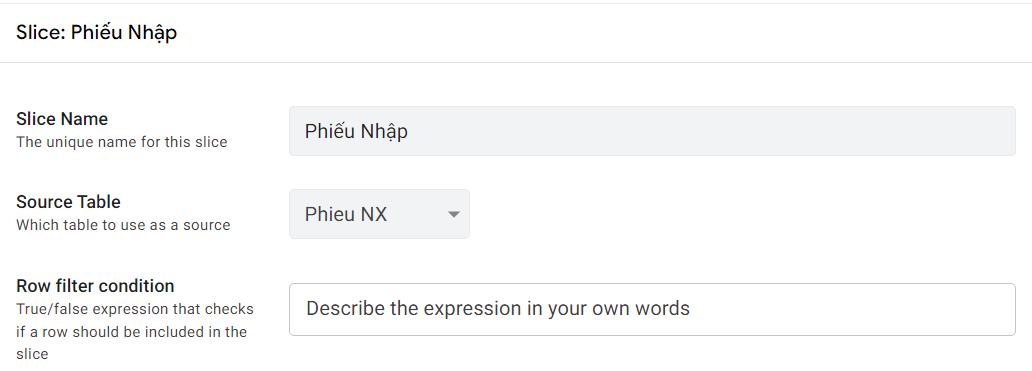 Slice: Phiếu Nhập
Slice Name
The unique name for this slice
Phiếu Nhập
Source Table
Which table to use as a source
Phieu NX
Row filter condition
True/false expression that checks
if a row should be included in the
slice
Describe the expression in your own words